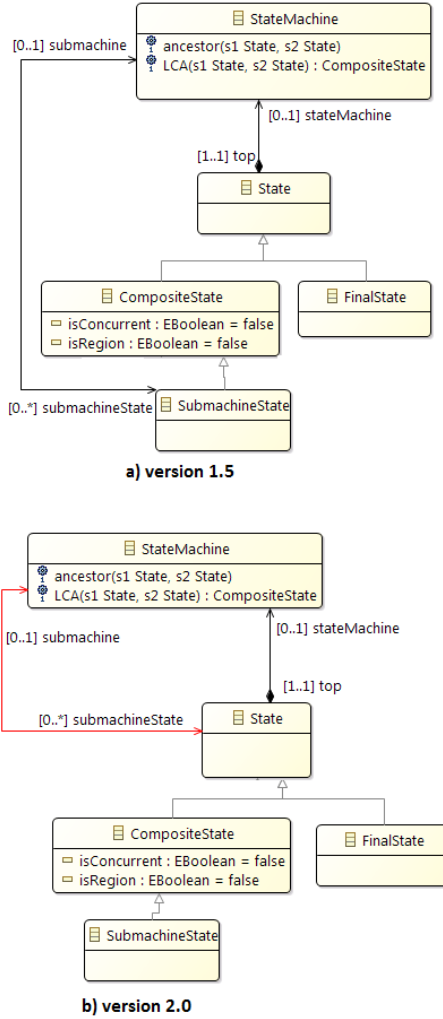 StateMachine
[0..1] submachine
ancestor(s1 State, s2 State)
LCA(s1 State, s2 State) : CompositeState
[0..1] stateMachine
[1..1] top
State
CompositeState
FinalState
isConcurrent : EBoolean = false
isRegion : EBoolean = false
[0..*] submachineState
SubmachineState
a) version 1.5
StateMachine
ancestor(s1 State, s2 State)
LCA(s1 State, s2 State) : CompositeState
[0..1] submachine
[0..1] stateMachine
[1..1] top
[0..*] submachineState
State
CompositeState
FinalState
isConcurrent : EBoolean = false
isRegion : EBoolean = false
SubmachineState
b) version 2.0